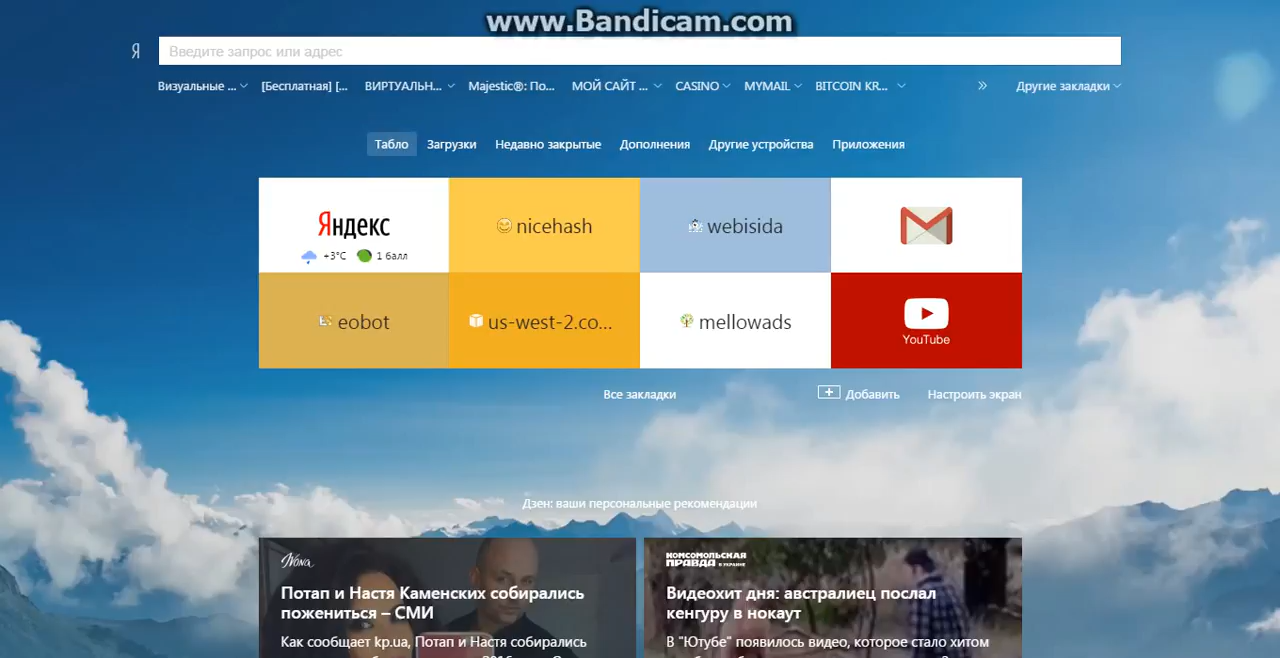 www.Bandicam.com
Я Введите запрос или адрес
Визуальные ... [Бесплатная] [... ВИРТУАЛЬН... Majestic®: По... МОЙ САЙТ ... CASINO MYMAIL BITCOIN KR... » Другие закладки
Табло Загрузки Недавно закрытые Дополнения Другие устройства Приложения
Яндекс
+3°C 1 балл
nicehash
webisida
eobot
us-west-2.co...
mellowads
YouTube
Все закладки Добавить Настроить экран
Дзен: ваши персональные рекомендации
Ivona
Потап и Настя Каменских собирались
пожениться – СМИ
Как сообщает kp.ua, Потап и Настя собирались
КОМСОМОЛЬСКАЯ
ПРАВДА В УКРАИНЕ
Видеохит дня: австралиец послал
кенгуру в нокаут
В "Ютубе" появилось видео, которое стало хитом